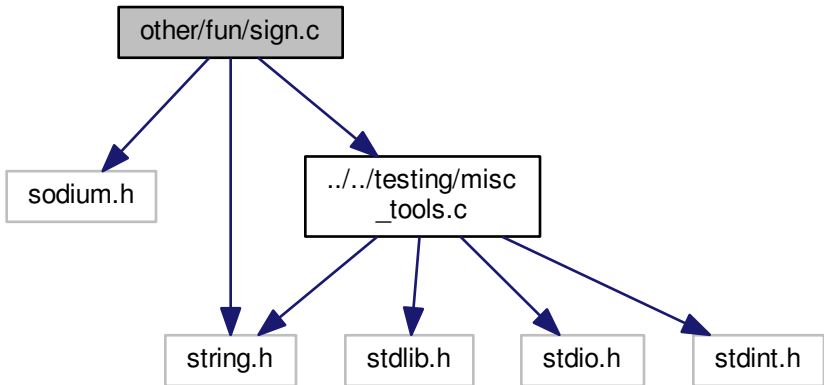 other/fun/sign.c
sodium.h
../../testing/misc
_tools.c
string.h
stdlib.h
stdio.h
stdint.h